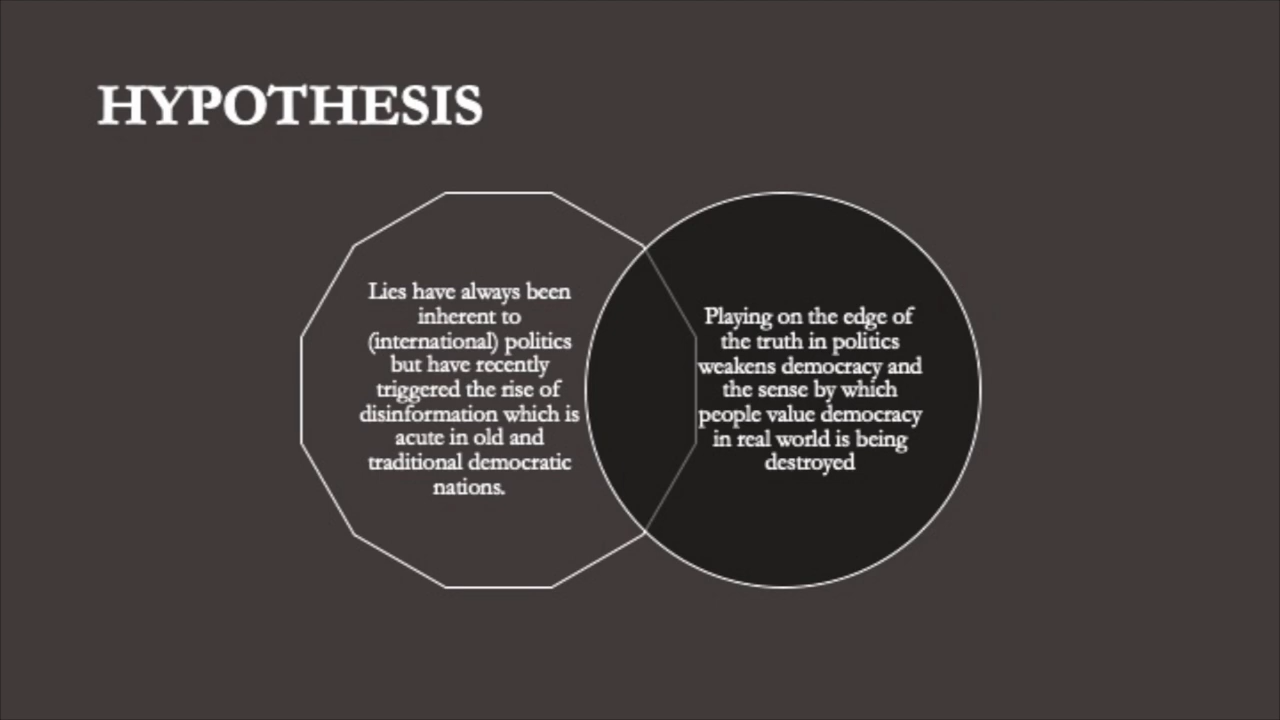 HYPOTHESIS
Lies have always been
inherent to
(international) politics
but have recently
triggered the rise of
disinformation which is
acute in old and
traditional democratic
nations.
Playing on the edge of
the truth in politics
weakens democracy and
the sense by which
people value democracy
in real world is being
destroyed